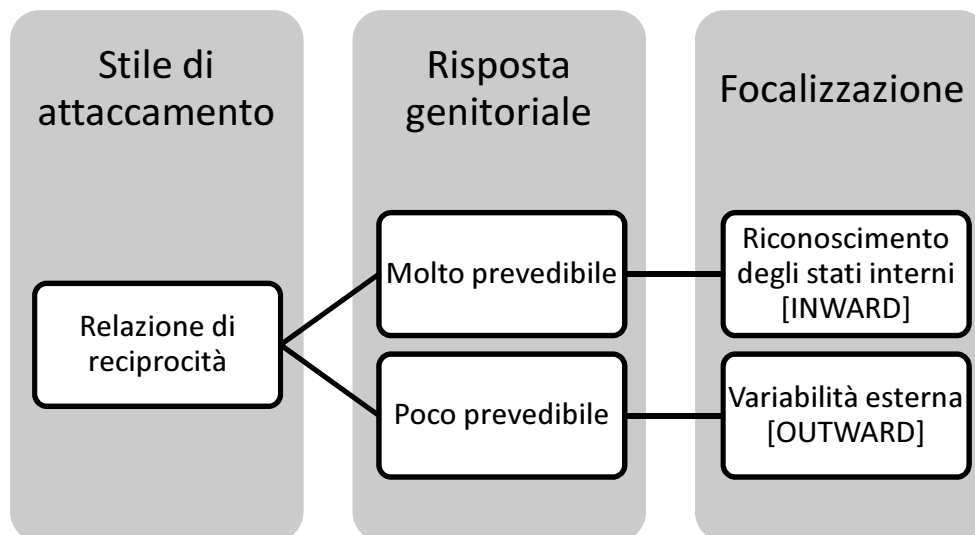 Stile di
attaccamento
Risposta
genitoriale
Focalizzazione
Relazione di
reciprocità
Molto prevedibile
Poco prevedibile
Riconoscimento
degli stati interni
[INWARD]
Variabilità esterna
[OUTWARD]